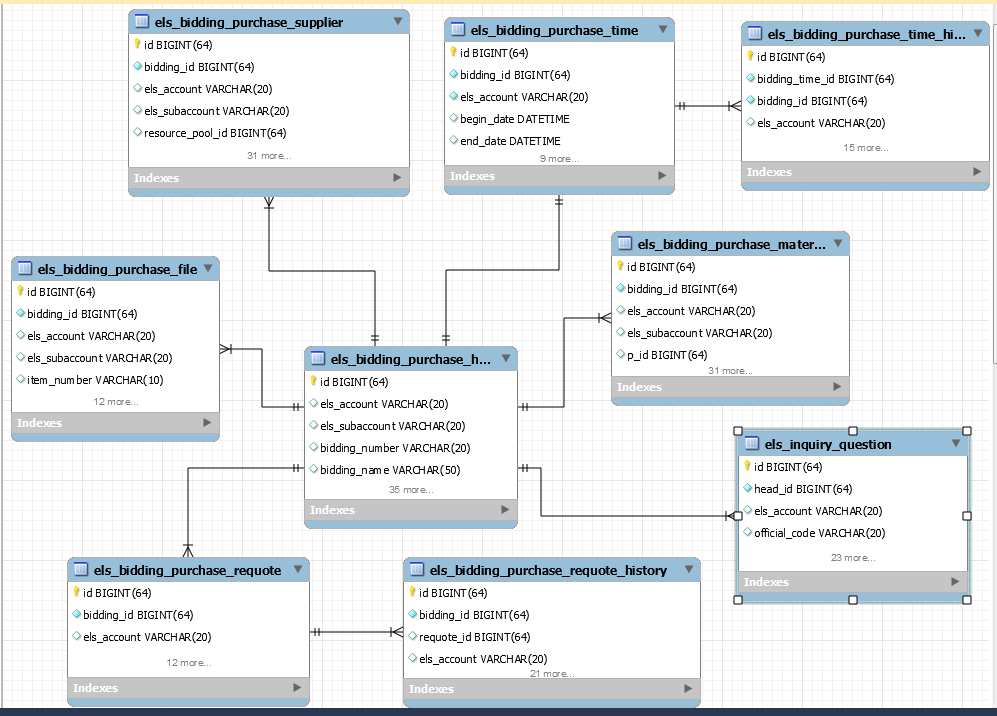 els_bidding_purchase_supplier
id BIGINT(64)
bidding_id BIGINT(64)
els_account VARCHAR(20)
els_subaccount VARCHAR(20)
resource_pool_id BIGINT(64)
31 more...
Indexes
els_bidding_purchase_time
id BIGINT(64)
bidding_id BIGINT(64)
els_account VARCHAR(20)
begin_date DATETIME
end_date DATETIME
9 more...
Indexes
els_bidding_purchase_time_hi...
id BIGINT(64)
bidding_time_id BIGINT(64)
bidding_id BIGINT(64)
els_account VARCHAR(20)
15 more...
Indexes
els_bidding_purchase_file
id BIGINT(64)
bidding_id BIGINT(64)
els_account VARCHAR(20)
els_subaccount VARCHAR(20)
item_number VARCHAR(10)
12 more...
Indexes
els_bidding_purchase_mater...
id BIGINT(64)
bidding_id BIGINT(64)
els_account VARCHAR(20)
els_subaccount VARCHAR(20)
p_id BIGINT(64)
31 more...
Indexes
els_bidding_purchase_h...
id BIGINT(64)
els_account VARCHAR(20)
els_subaccount VARCHAR(20)
bidding_number VARCHAR(20)
bidding_name VARCHAR(50)
35 more...
Indexes
els_inquiry_question
id BIGINT(64)
head_id BIGINT(64)
els_account VARCHAR(20)
official_code VARCHAR(20)
23 more...
Indexes
els_bidding_purchase_requote
id BIGINT(64)
bidding_id BIGINT(64)
els_account VARCHAR(20)
12 more...
Indexes
els_bidding_purchase_requote_history
id BIGINT(64)
bidding_id BIGINT(64)
requote_id BIGINT(64)
els_account VARCHAR(20)
21 more...
Indexes